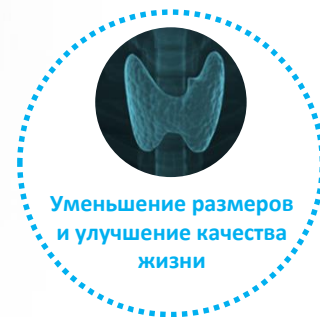 Уменьшение размеров
и улучшение качества
жизни